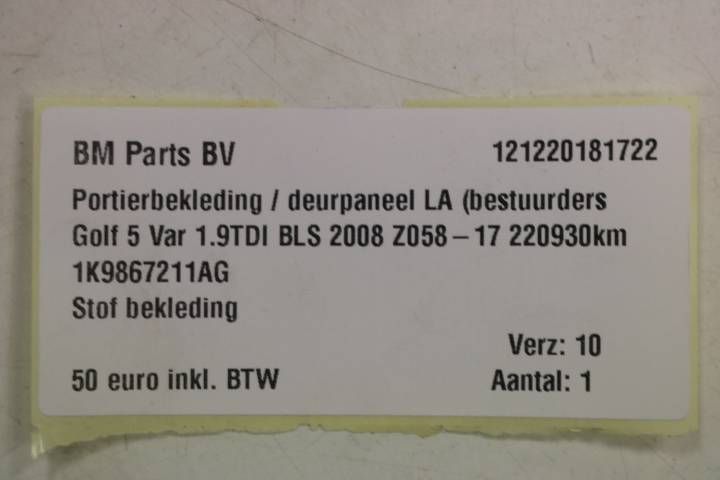 BM Parts BV 121220181722
Portierbekleding / deurpaneel LA (bestuurders
Golf 5 Var 1.9TDI BLS 2008 Z058-17 220930km
1K9867211AG
Stof bekleding
Verz: 10
50 euro inkl. BTW Aantal: 1